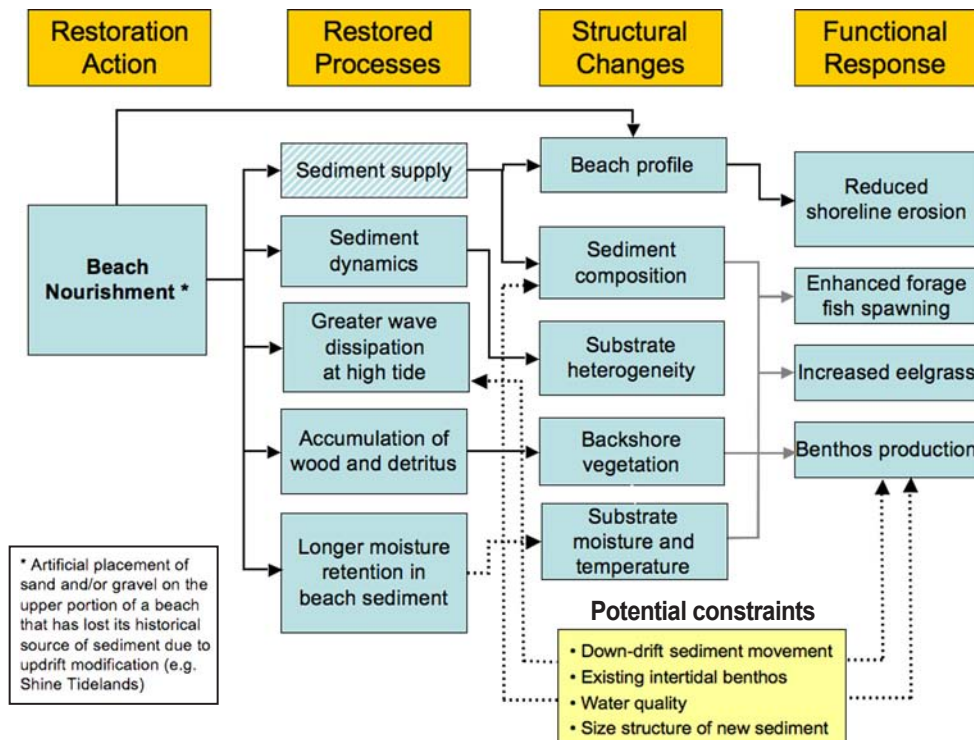 Restoration
Action
Restored
Processes
Structural
Changes
Functional
Response
Beach
Nourishment *
Sediment supply
Sediment
dynamics
Greater wave
dissipation
at high tide
Accumulation of
wood and detritus
Longer moisture
retention in
beach sediment
Beach profile
Sediment
composition
Substrate
heterogeneity
Backshore
vegetation
Substrate
moisture and
temperature
Reduced
shoreline erosion
Enhanced forage
fish spawning
Increased eelgrass
Benthos production
* Artificial placement of
sand and/or gravel on the
upper portion of a beach
that has lost its historical
source of sediment due to
updrift modification (e.g.
Shine Tidelands)
Potential constraints
• Down-drift sediment movement
• Existing intertidal benthos
• Water quality
• Size structure of new sediment